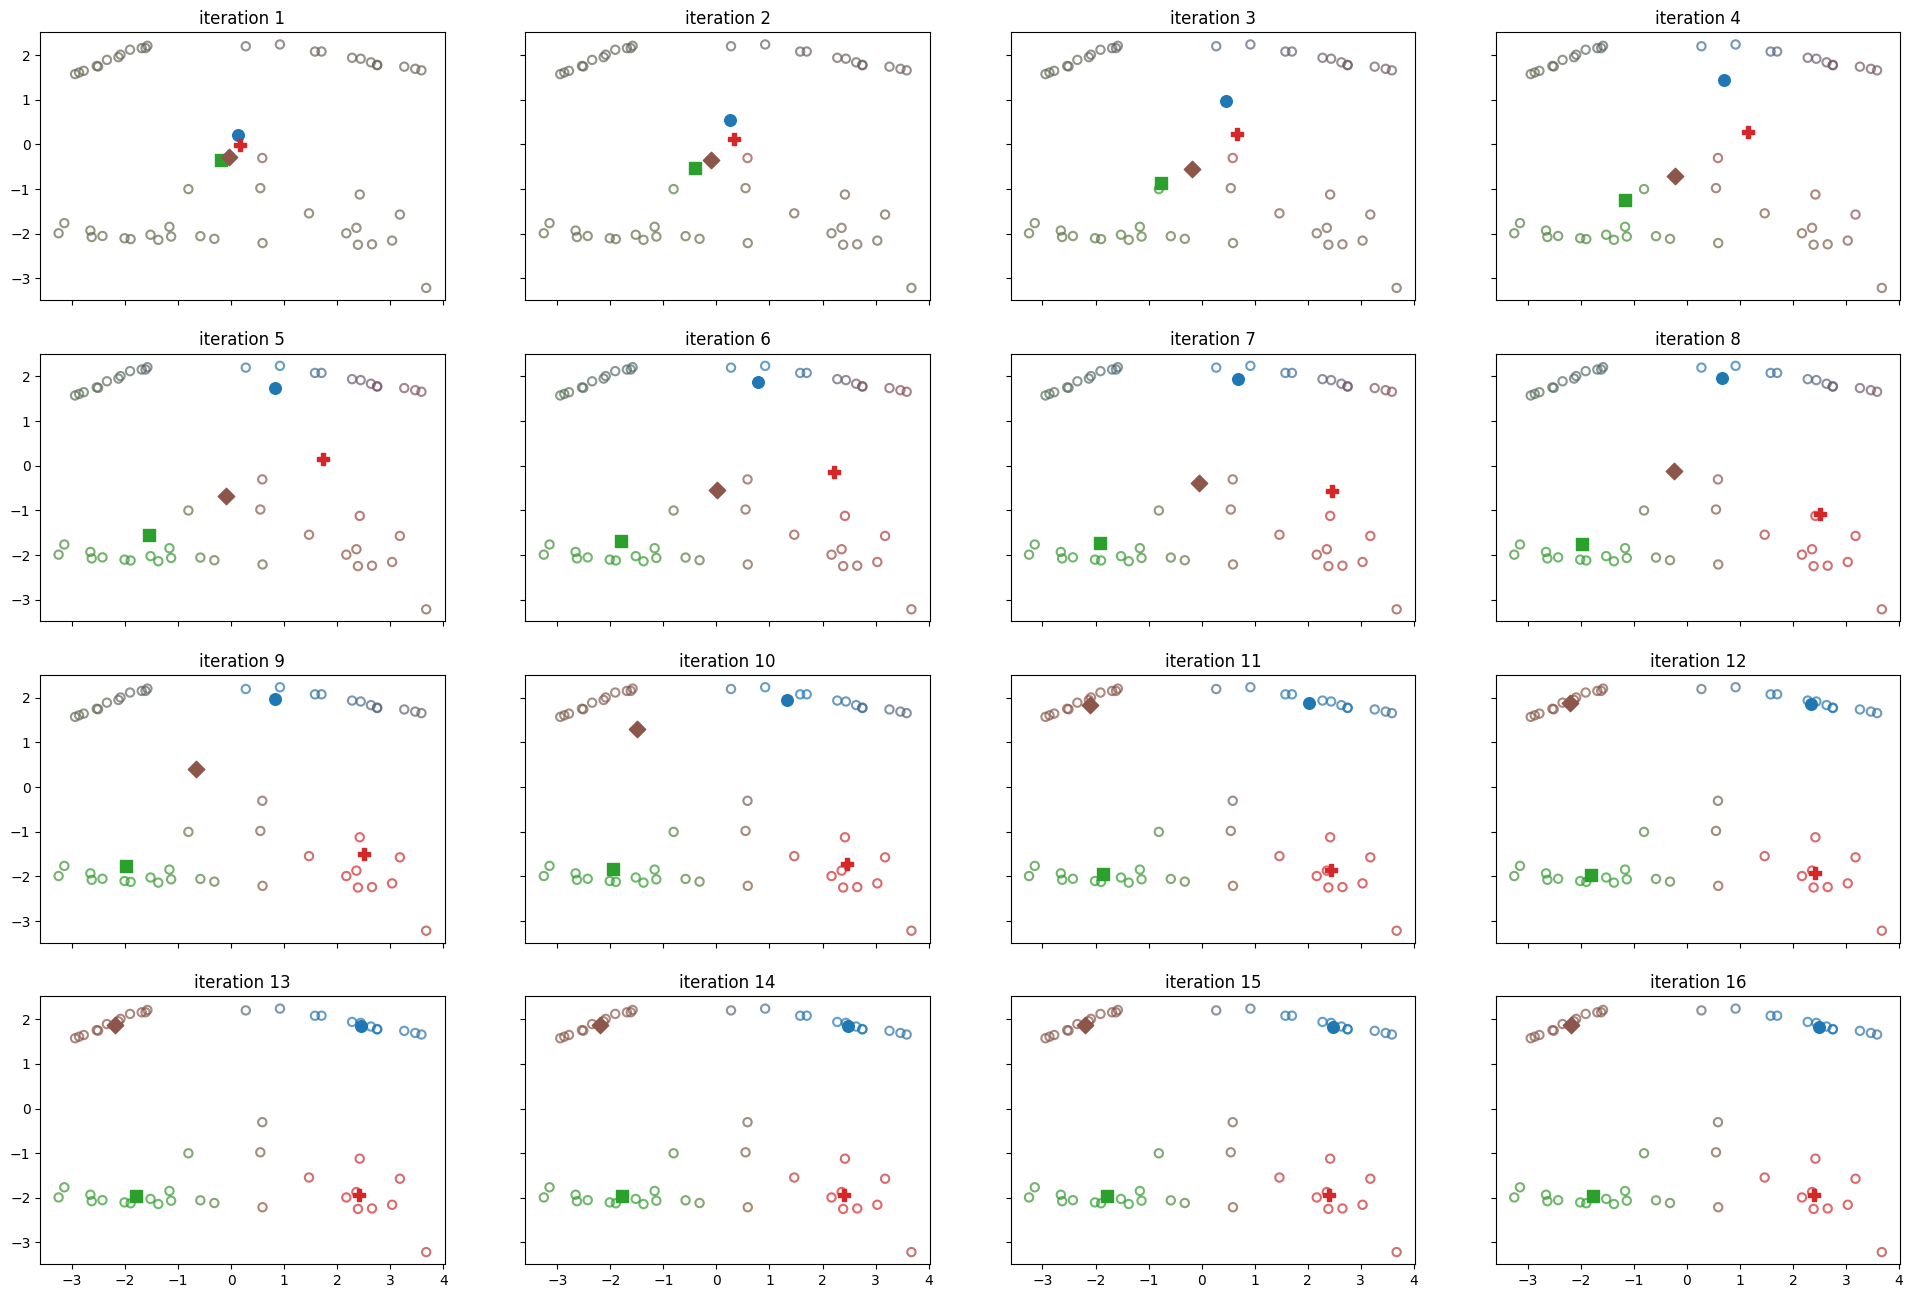 iteration 1
iteration 2
iteration 3
iteration 4
2
1
0
−1
−2
−3
iteration 5
iteration 6
iteration 7
iteration 8
2
1
0
−1
−2
−3
iteration 9
iteration 10
iteration 11
iteration 12
2
1
0
−1
−2
−3
iteration 13
iteration 14
iteration 15
iteration 16
2
1
0
−1
−2
−3
−3 −2 −1 0 1 2 3 4
−3 −2 −1 0 1 2 3 4
−3 −2 −1 0 1 2 3 4
−3 −2 −1 0 1 2 3 4